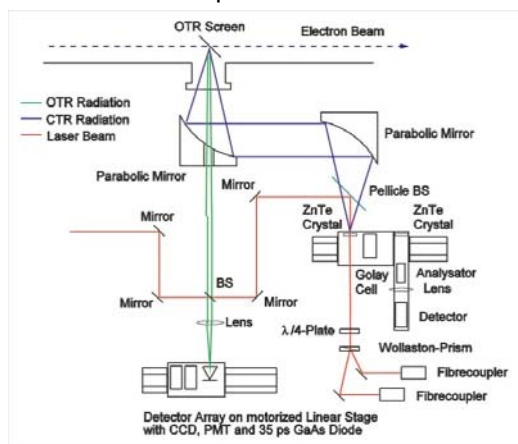 OTR Screen
Electron Beam
OTR Radiation
CTR Radiation
Laser Beam
Parabolic Mirror
Parabolic Mirror
Mirror
Pellicle BS
ZnTe
Crystal
ZnTe
Crystal
Mirror
Golay
Cell
Analysator
Lens
BS
Mirror
Mirror
Detector
Lens
λ/4-Plate
Wollaston-Prism
Fibrecoupler
Fibrecoupler
Detector Array on motorized Linear Stage
with CCD, PMT and 35 ps GaAs Diode